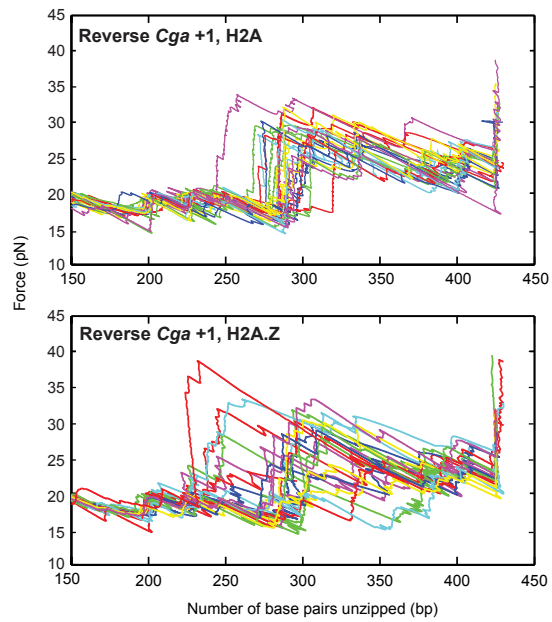 Reverse Cga +1, H2A
45
40
35
30
25
20
15
10
150 200 250 300 350 400 450
Force (pN)
Reverse Cga +1, H2A.Z
45
40
35
30
25
20
15
10
150 200 250 300 350 400 450
Number of base pairs unzipped (bp)